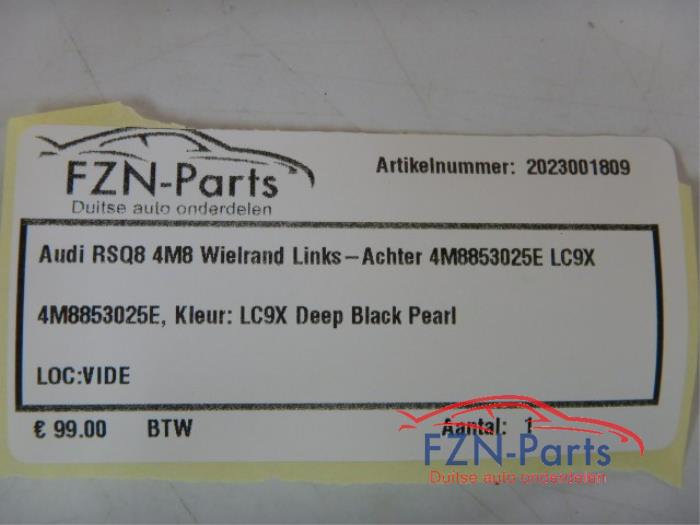 FZN-Parts
Duitse auto onderdelen
Artikelnummer: 2023001809
Audi RSQ8 4M8 Wielrand Links-Achter 4M8853025E LC9X
4M8853025E, Kleur: LC9X Deep Black Pearl
LOC:VIDE
€ 99.00 BTW Aantal: 1
FZN-Parts
Duitse auto onderdelen